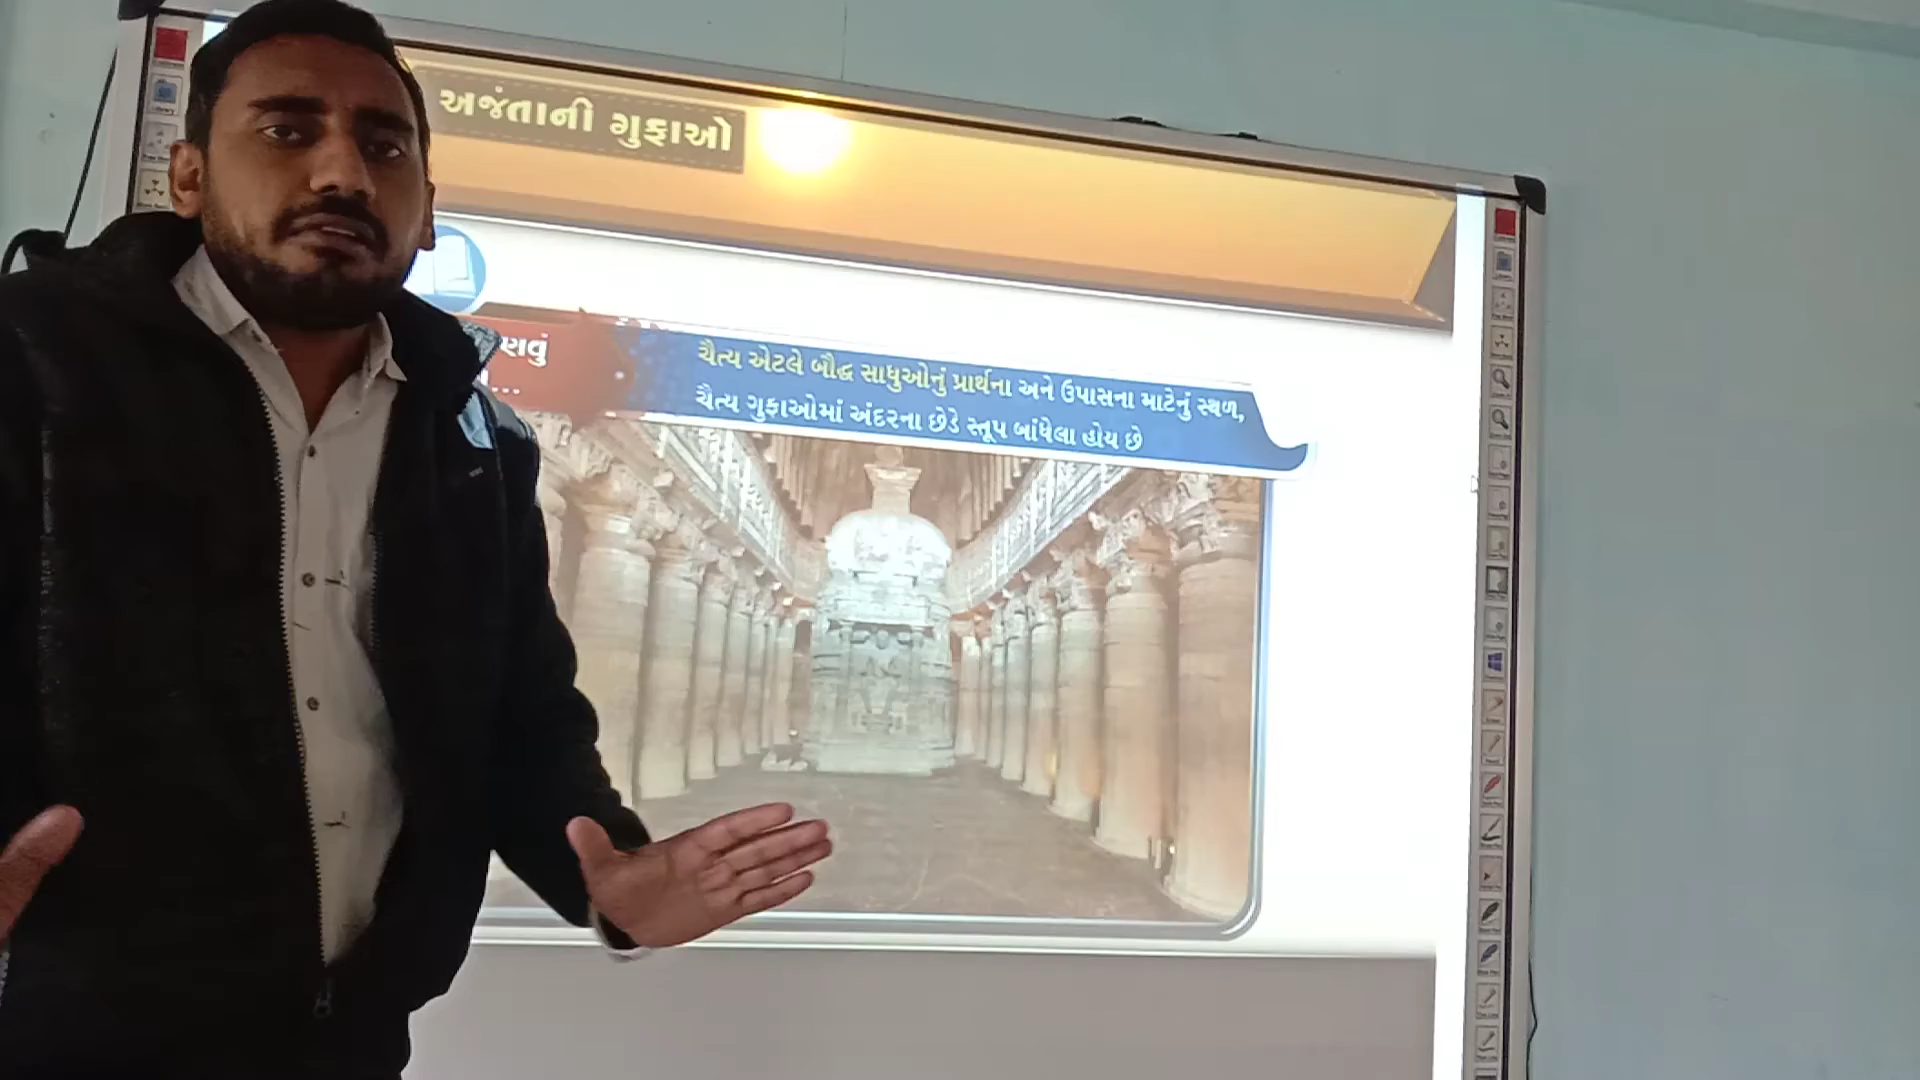 અજંતાની ગુફાઓ
ચૈત્ય એટલે બૌદ્ધ સાધુઓનું પ્રાર્થના અને ઉપાસના માટેનું સ્થળ,
ચૈત્ય ગુફાઓમાં અંદરના છેડે સ્તૂપ બાંધેલા હોય છે